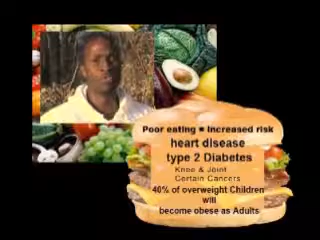 Poor eating = Increased risk
heart disease
type 2 Diabetes
Knee & Joint
Certain Cancers
40% of overweight Children
will
become obese as Adults